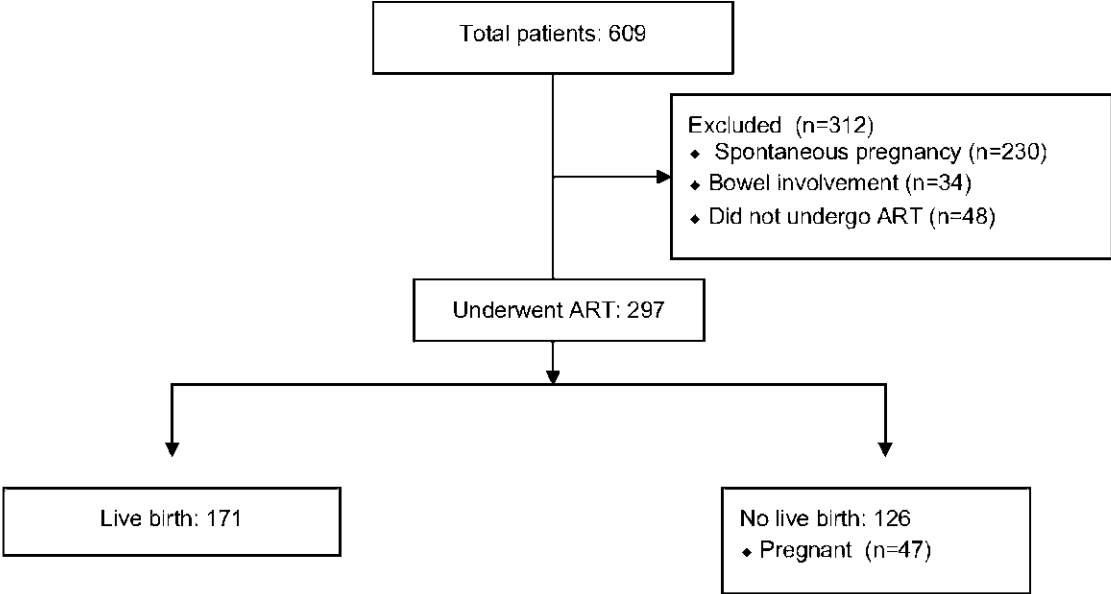 Total patients: 609
Excluded (n=312)
⬥ Spontaneous pregnancy (n=230)
⬥ Bowel involvement (n=34)
⬥ Did not undergo ART (n=48)
Underwent ART: 297
Live birth: 171
No live birth: 126
⬥ Pregnant (n=47)